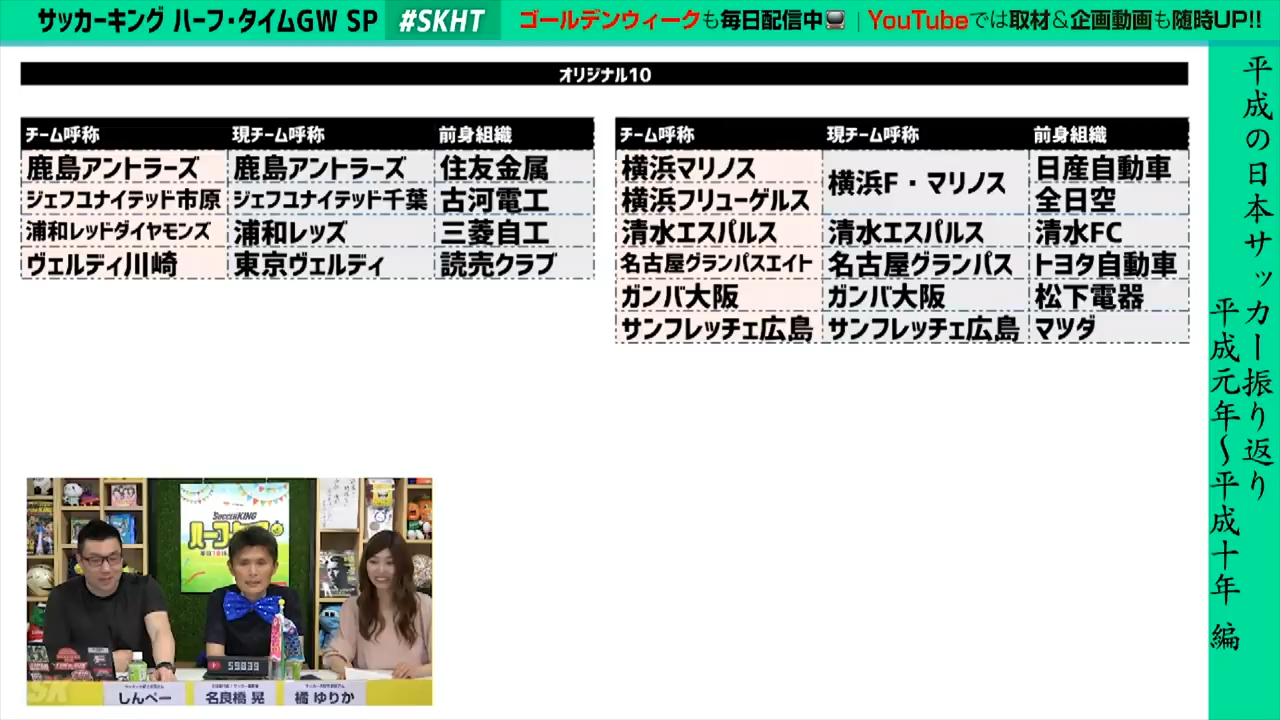 サッカーキング ハーフ・タイムGW SP #SKHT ゴールデンウィークも毎日配信中 | YouTubeでは取材&企画動画も随時UP!!
オリジナル10
チーム呼称 現チーム呼称 前身組織
鹿島アントラーズ 鹿島アントラーズ 住友金属
ジェフユナイテッド市原 ジェフユナイテッド千葉 古河電工
浦和レッドダイヤモンズ 浦和レッズ 三菱自工
ヴェルディ川崎 東京ヴェルディ 読売クラブ
チーム呼称 現チーム呼称 前身組織
横浜マリノス 横浜F・マリノス 日産自動車
横浜フリューゲルス 全日空
清水エスパルス 清水エスパルス 清水FC
名古屋グランパスエイト 名古屋グランパス トヨタ自動車
ガンバ大阪 ガンバ大阪 松下電器
サンフレッチェ広島 サンフレッチェ広島 マツダ
平成の日本サッカー振り返り
平成元年〜平成十年 編
SOCCER KING
ハーフ・タイム
59039
SK
しんぺー
名良橋 晃
橘 ゆりか